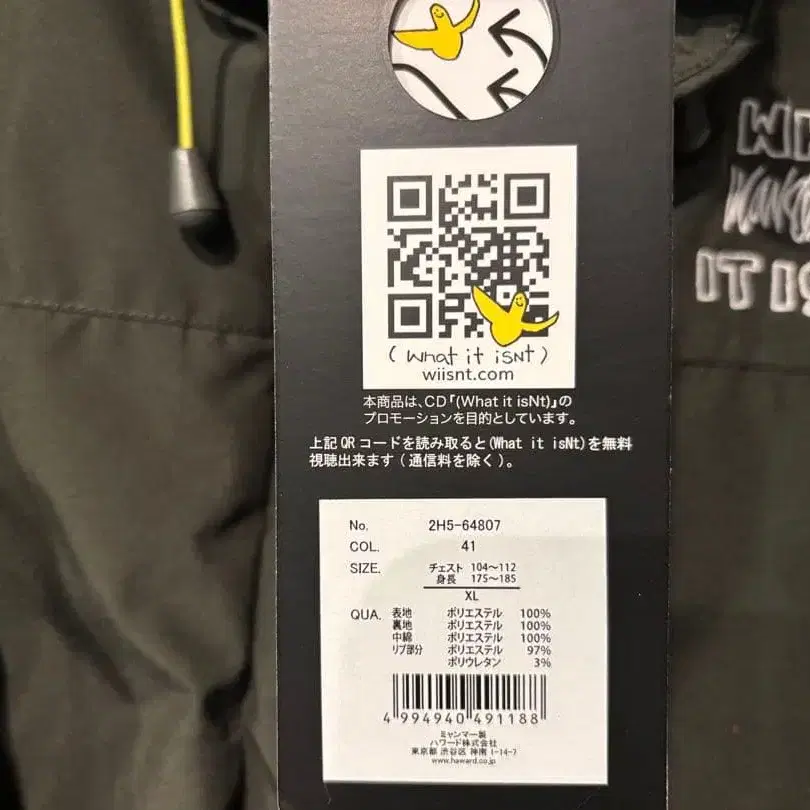 ( What it isNt )
wiisnt.com
本商品は、CD「(What it isNt)」の
プロモーションを目的としています。
上記QRコードを読み取ると(What it isNt)を無料
視聴出来ます(通信料を除く)。
No. 2H5-64807
COL. 41
SIZE. チェスト 104〜112
身長 175〜185
XL
QUA. 表地 ポリエステル 100%
裏地 ポリエステル 100%
中綿 ポリエステル 100%
リブ部分 ポリエステル 97%
ポリウレタン 3%
4 994940 491188
ミャンマー製
ハワード株式会社
東京都 渋谷区 神南 1-14-7
www.haward.co.jp
IT IS